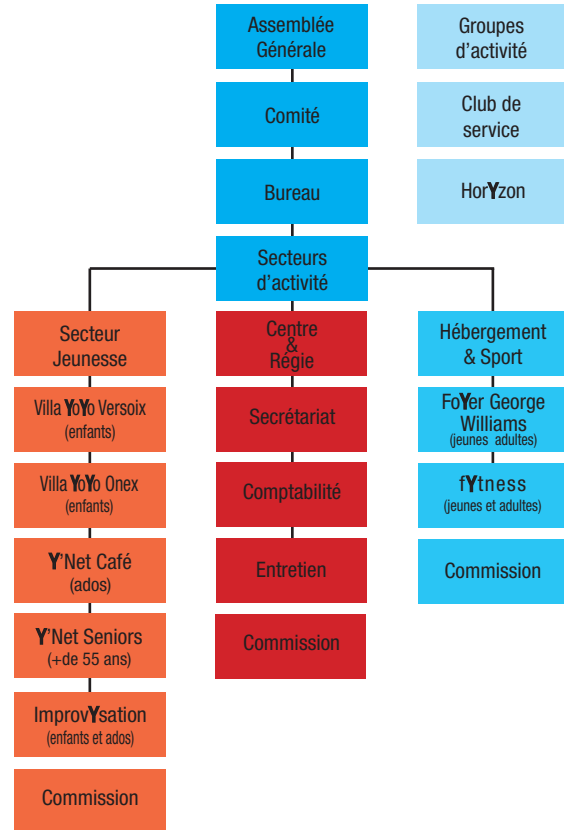 Assemblée
Générale
Comité
Bureau
Secteurs
d'activité
Groupes
d'activité
Club de
service
HorYzon
Secteur
Jeunesse
Villa YoYo Versoix
(enfants)
Villa YoYo Onex
(enfants)
Y'Net Café
(ados)
Y'Net Seniors
(+de 55 ans)
ImprovYsation
(enfants et ados)
Commission
Centre
&
Régie
Secrétariat
Comptabilité
Entretien
Commission
Hébergement
& Sport
FoYer George
Williams
(jeunes adultes)
fYtness
(jeunes et adultes)
Commission